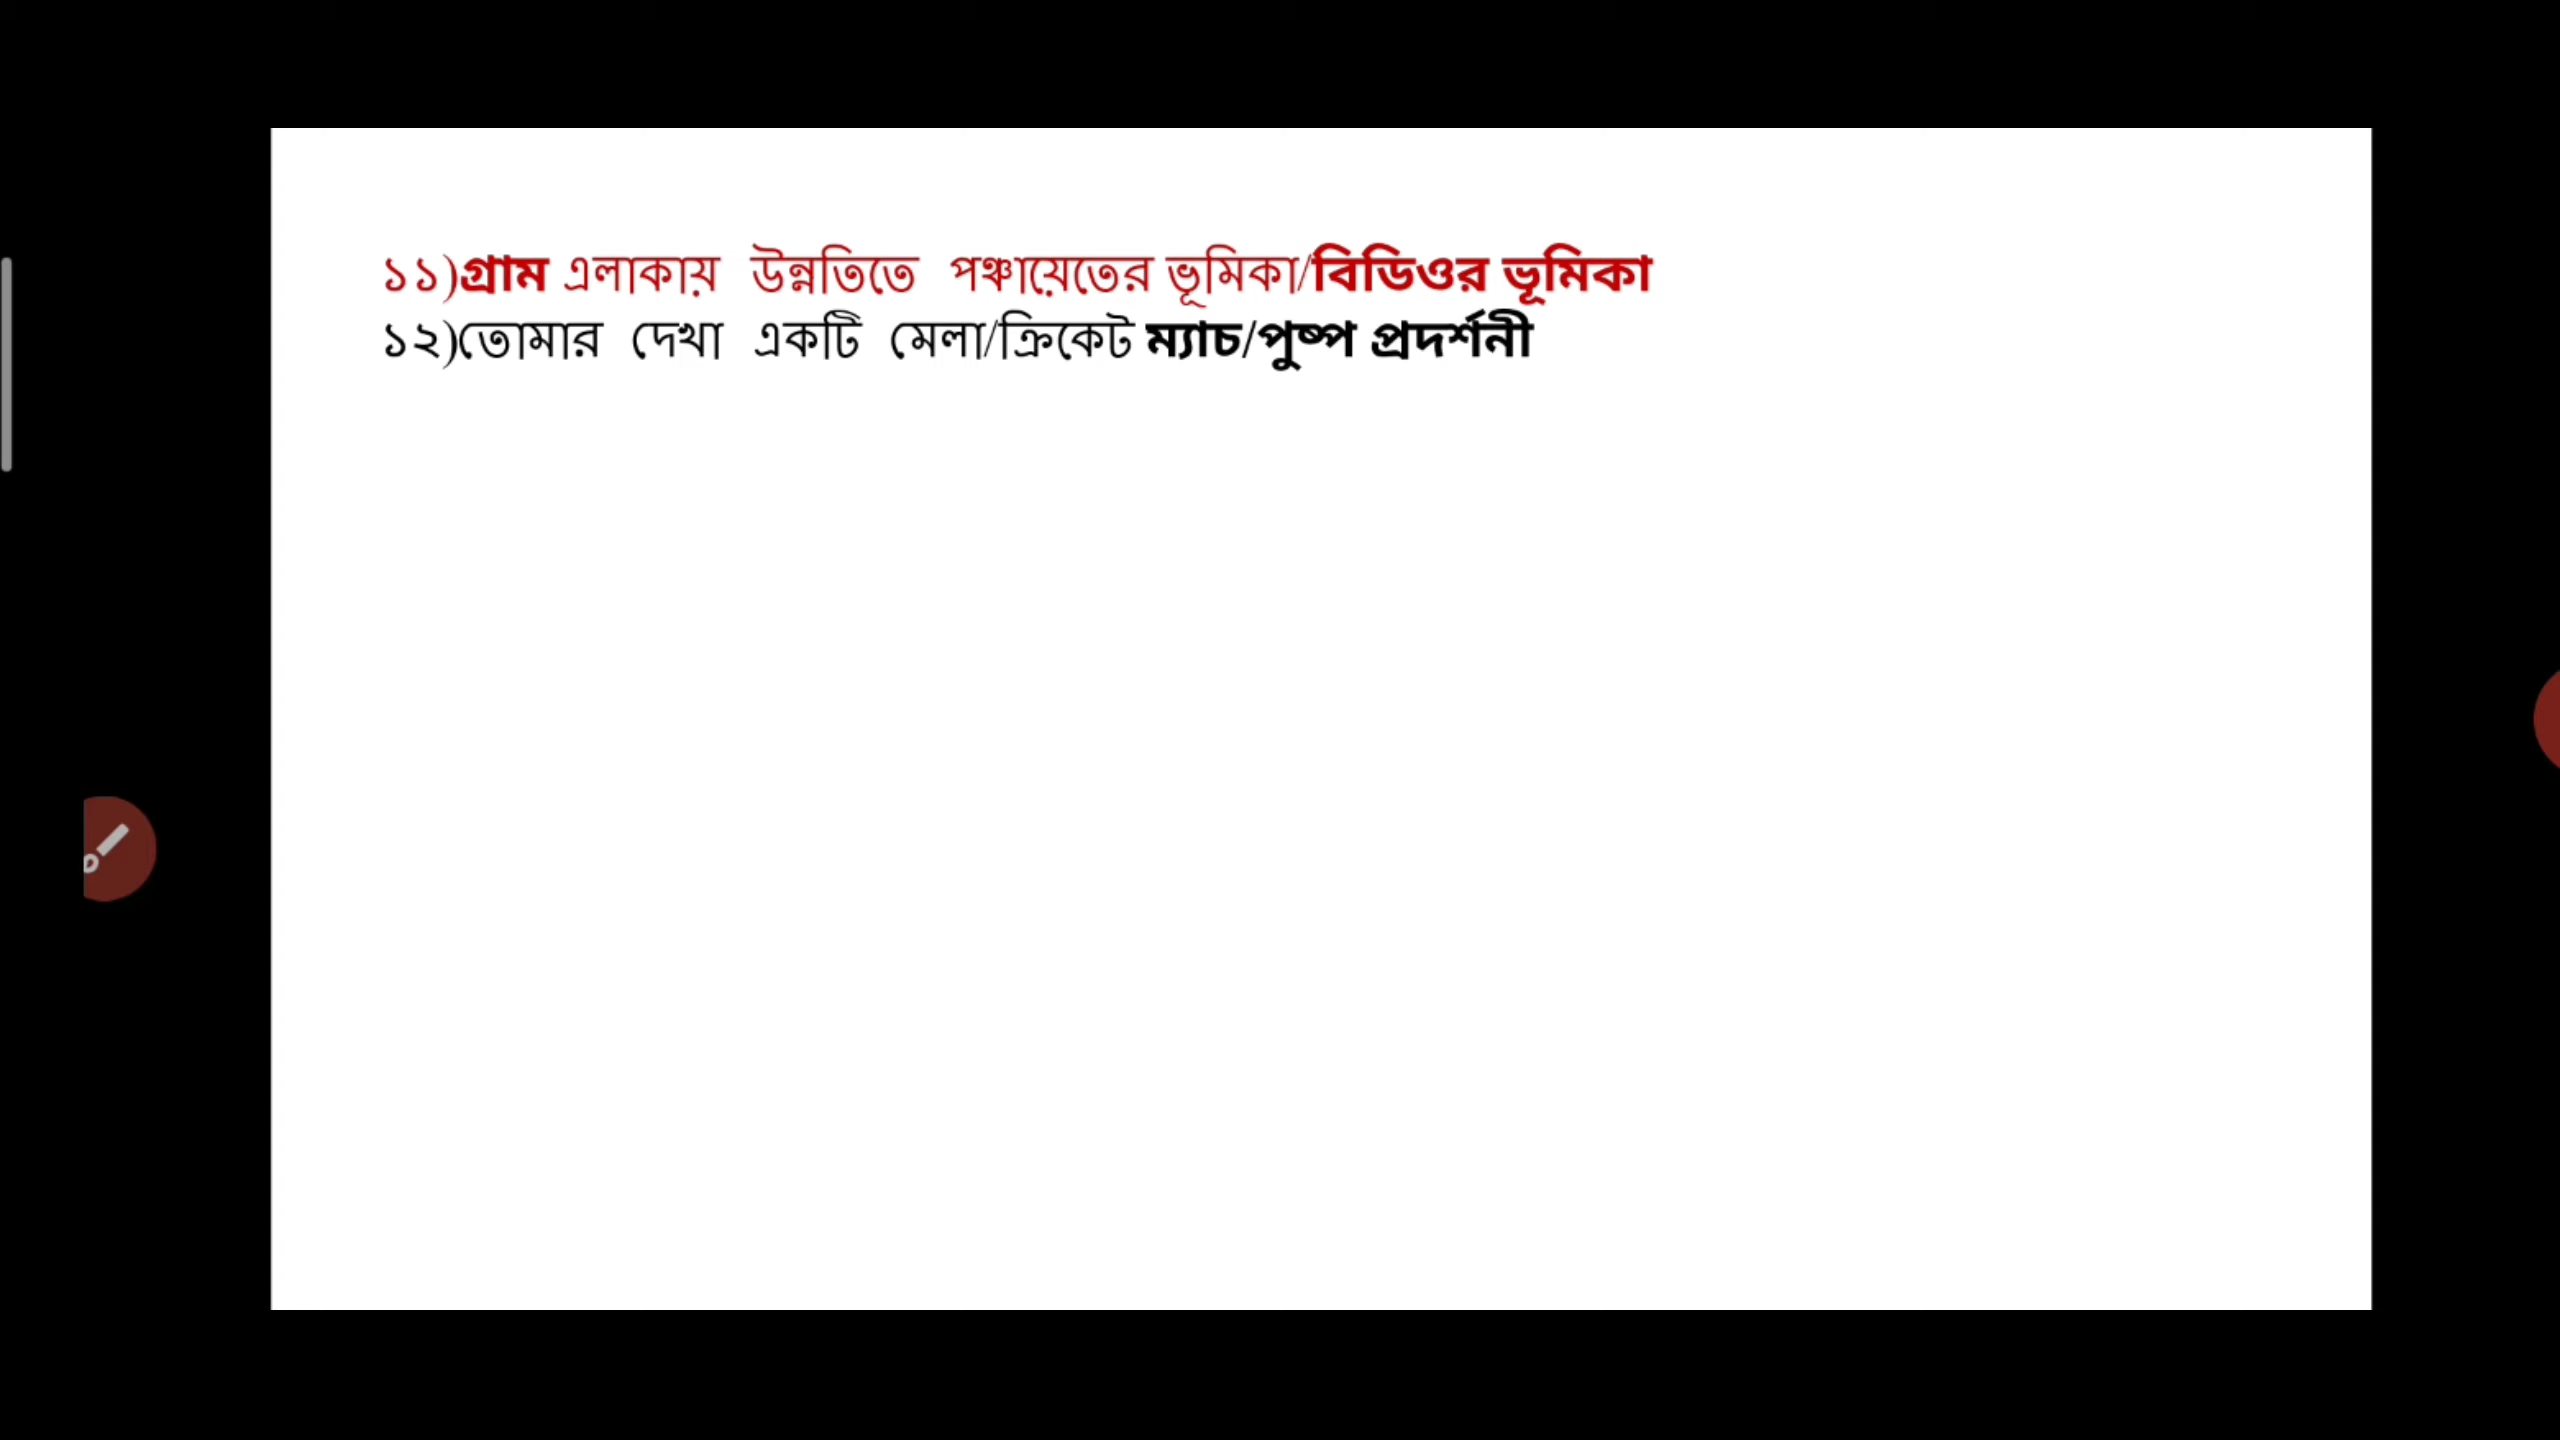 ১১)গ্রাম এলাকায় উন্নতিতে পঞ্চায়েতের ভূমিকা/বিডিওর ভূমিকা
১২)তোমার দেখা একটি মেলা/ক্রিকেট ম্যাচ/পুষ্প প্রদর্শনী